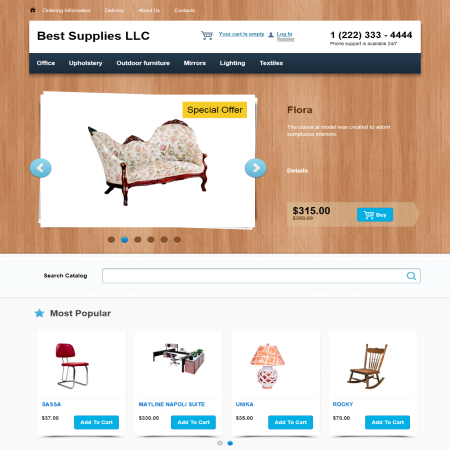 Ordering Information Delivery About Us Contacts
Best Supplies LLC
Your cart is empty
Log In
Register
1 (222) 333 - 4444
Phone support is available 24/7
Office Upholstery Outdoor furniture Mirrors Lighting Textiles
Special Offer
Flora
The classical model was created to adorn
sumptuous interiors.
Details
$315.00
$350.00
Buy
Search Catalog
Most Popular
SASSA
$37.00
Add To Cart
MAYLINE NAPOLI SUITE
$330.00
Add To Cart
UNIKA
$35.00
Add To Cart
ROCKY
$70.00
Add To Cart